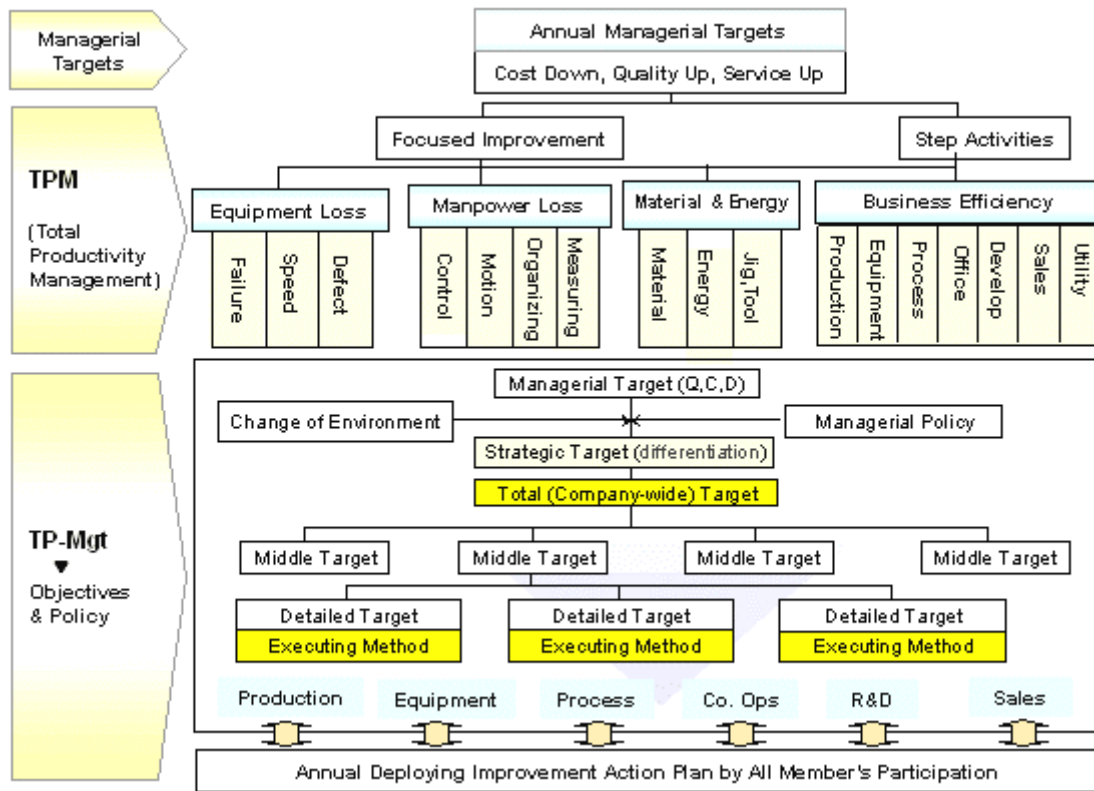 Managerial
Targets
Annual Managerial Targets
Cost Down, Quality Up, Service Up
TPM
(Total
Productivity
Management)
Focused Improvement
Step Activities
Equipment Loss
Manpower Loss
Material & Energy
Business Efficiency
Failure
Speed
Defect
Control
Motion
Organizing
Measuring
Material
Energy
Jig,Tool
Production
Equipment
Process
Office
Develop
Sales
Utility
TP-Mgt
▼
Objectives
& Policy
Managerial Target (Q,C,D)
Change of Environment
Managerial Policy
Strategic Target (differentiation)
Total (Company-wide) Target
Middle Target
Middle Target
Middle Target
Middle Target
Detailed Target
Executing Method
Detailed Target
Executing Method
Detailed Target
Executing Method
Production
Equipment
Process
Co. Ops
R&D
Sales
Annual Deploying Improvement Action Plan by All Member's Participation